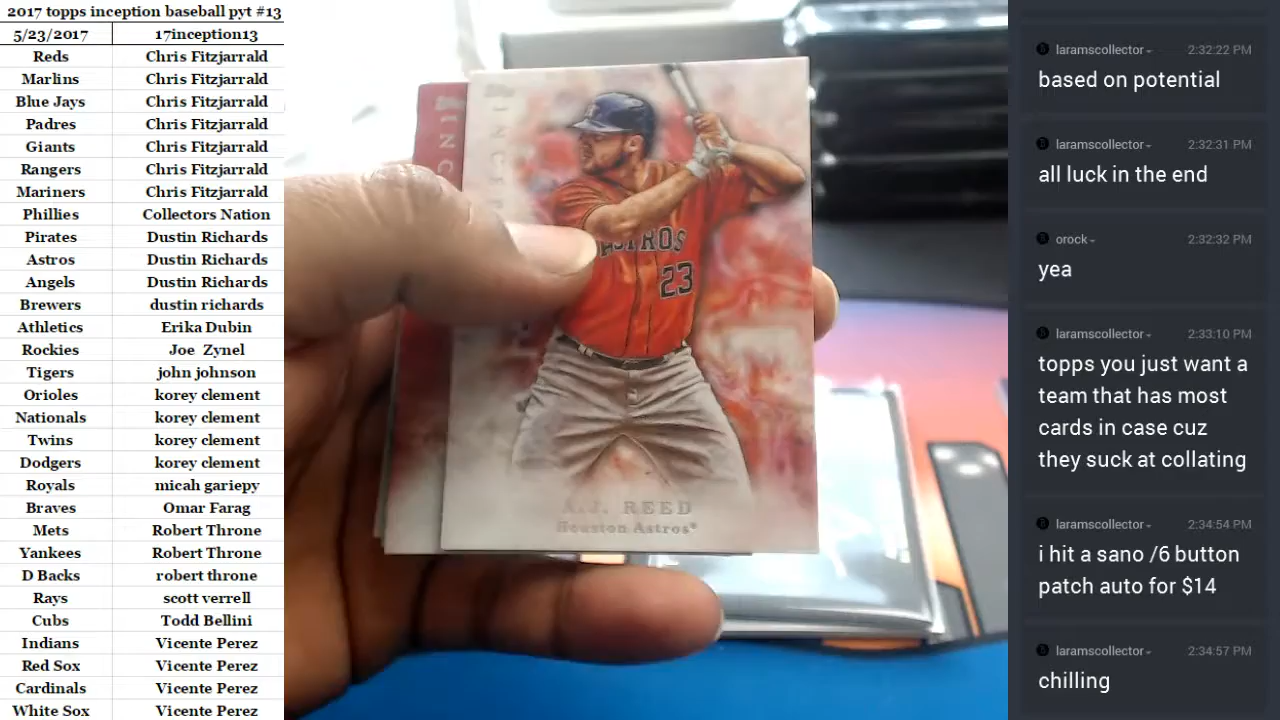 2017 topps inception baseball pyt #13
5/23/2017 17inception13
Reds Chris Fitzjarrald
Marlins Chris Fitzjarrald
Blue Jays Chris Fitzjarrald
Padres Chris Fitzjarrald
Giants Chris Fitzjarrald
Rangers Chris Fitzjarrald
Mariners Chris Fitzjarrald
Phillies Collectors Nation
Pirates Dustin Richards
Astros Dustin Richards
Angels Dustin Richards
Brewers dustin richards
Athletics Erika Dubin
Rockies Joe Zynel
Tigers john johnson
Orioles korey clement
Nationals korey clement
Twins korey clement
Dodgers korey clement
Royals micah gariepy
Braves Omar Farag
Mets Robert Throne
Yankees Robert Throne
D Backs robert throne
Rays scott verrell
Cubs Todd Bellini
Indians Vicente Perez
Red Sox Vicente Perez
Cardinals Vicente Perez
White Sox Vicente Perez
ASTROS
23
A.J. REED
Houston Astros®
laramscollector 2:32:22 PM
based on potential
laramscollector 2:32:31 PM
all luck in the end
orock 2:32:32 PM
yea
laramscollector 2:33:10 PM
topps you just want a
team that has most
cards in case cuz
they suck at collating
laramscollector 2:34:54 PM
i hit a sano /6 button
patch auto for $14
laramscollector 2:34:57 PM
chilling